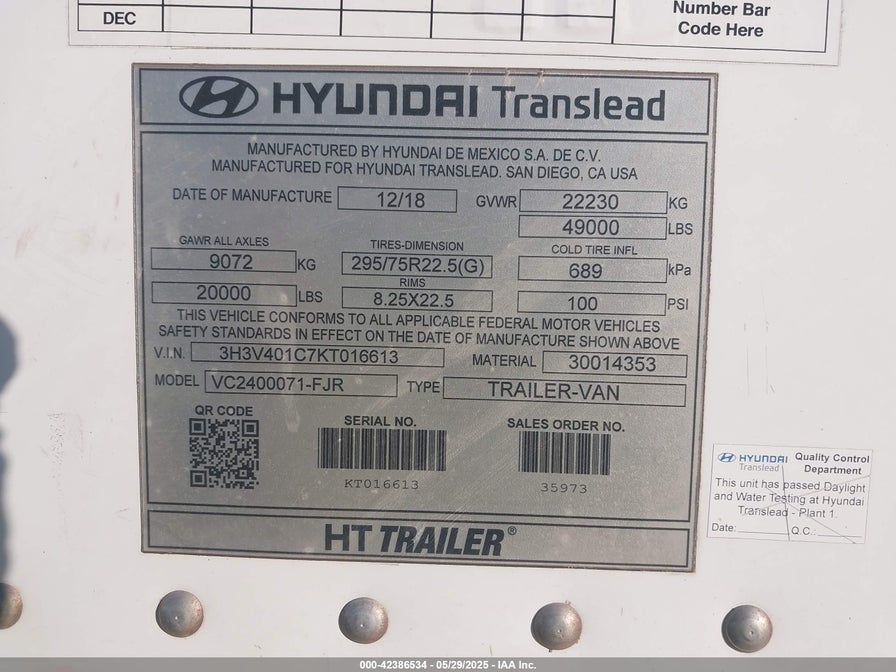 DEC
Number Bar
Code Here
HYUNDAI Translead
MANUFACTURED BY HYUNDAI DE MEXICO S.A. DE C.V.
MANUFACTURED FOR HYUNDAI TRANSLEAD. SAN DIEGO, CA USA
DATE OF MANUFACTURE 12/18 GVWR 22230 KG
49000 LBS
GAWR ALL AXLES TIRES-DIMENSION COLD TIRE INFL
9072 KG 295/75R22.5(G) 689 kPa
RIMS
20000 LBS 8.25X22.5 100 PSI
THIS VEHICLE CONFORMS TO ALL APPLICABLE FEDERAL MOTOR VEHICLES
SAFETY STANDARDS IN EFFECT ON THE DATE OF MANUFACTURE SHOWN ABOVE
V.I.N. 3H3V401C7KT016613 MATERIAL 30014353
MODEL VC2400071-FJR TYPE TRAILER-VAN
QR CODE SERIAL NO. SALES ORDER NO.
KT016613 35973
HT TRAILER®
HYUNDAI Translead Quality Control Department
This unit has passed Daylight
and Water Testing at Hyundai
Translead - Plant 1.
Date: Q.C.:
000-42386534 - 05/29/2025 - IAA Inc.